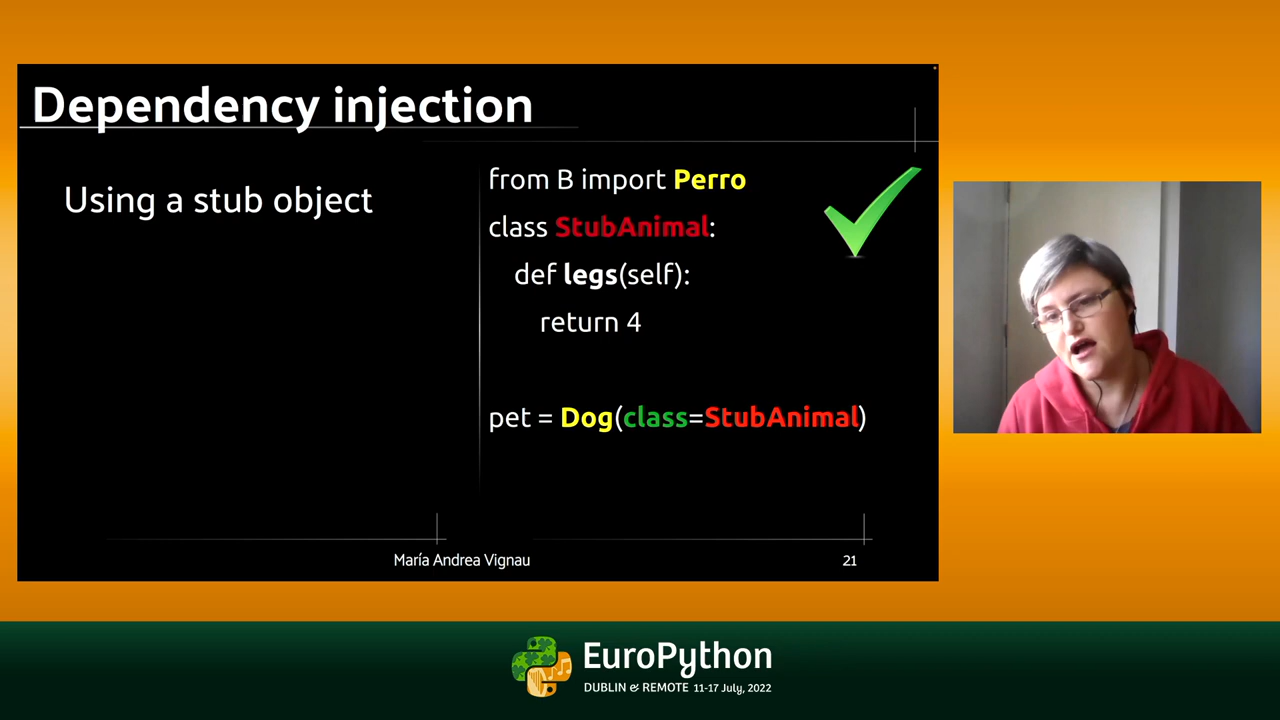 Dependency injection
Using a stub object
from B import Perro
class StubAnimal:
def legs(self):
return 4
pet = Dog(class=StubAnimal)
María Andrea Vignau
21
EuroPython
DUBLIN & REMOTE 11-17 July, 2022